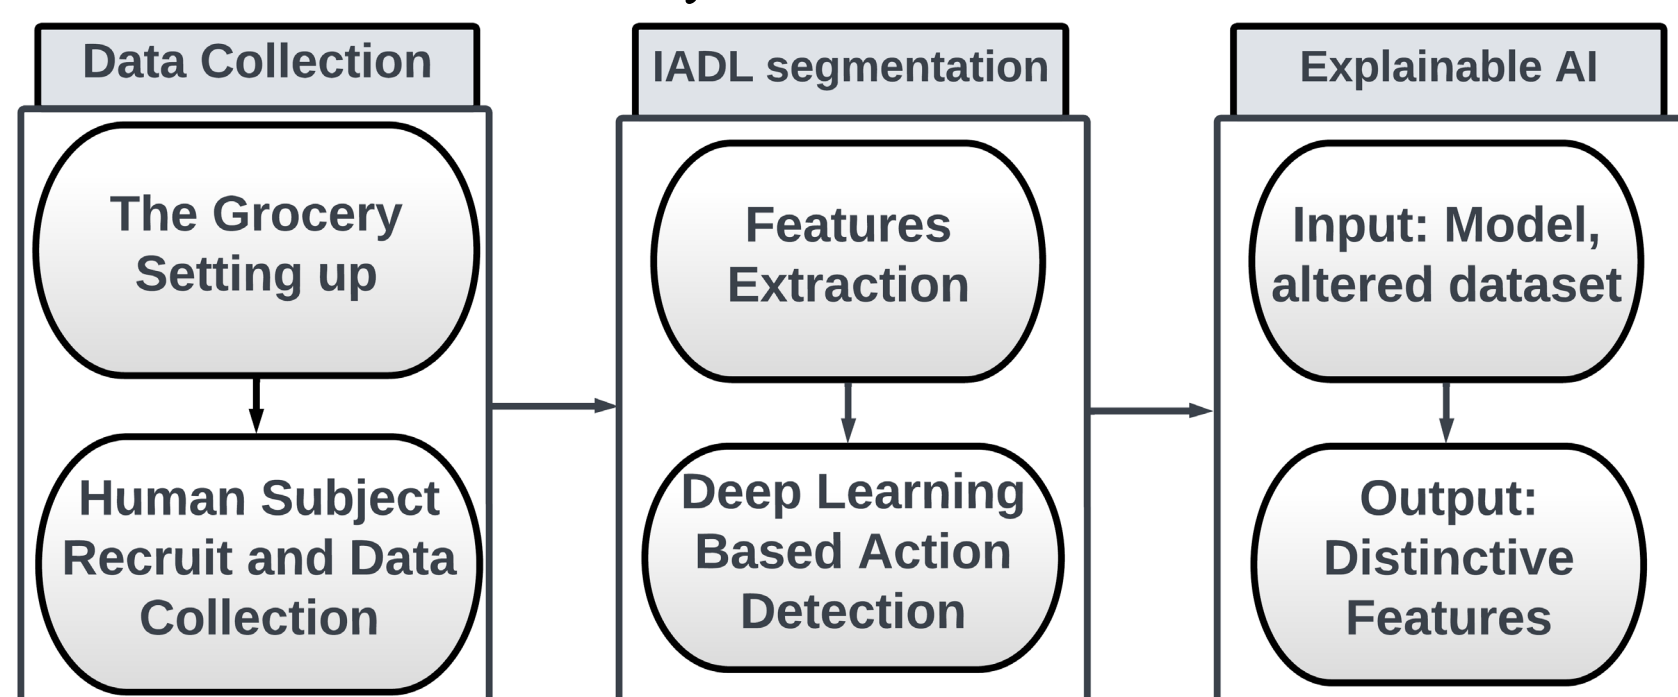 Data Collection
The Grocery
Setting up
Human Subject
Recruit and Data
Collection
IADL segmentation
Features
Extraction
Deep Learning
Based Action
Detection
Explainable AI
Input: Model,
altered dataset
Output:
Distinctive
Features